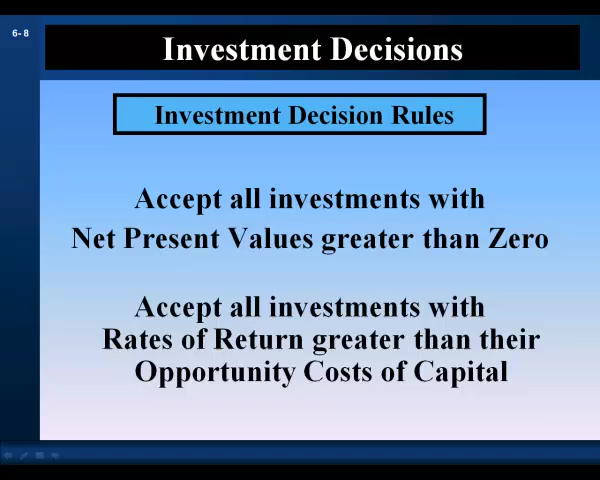 6-8
Investment Decisions
Investment Decision Rules
Accept all investments with
Net Present Values greater than Zero
Accept all investments with
Rates of Return greater than their
Opportunity Costs of Capital